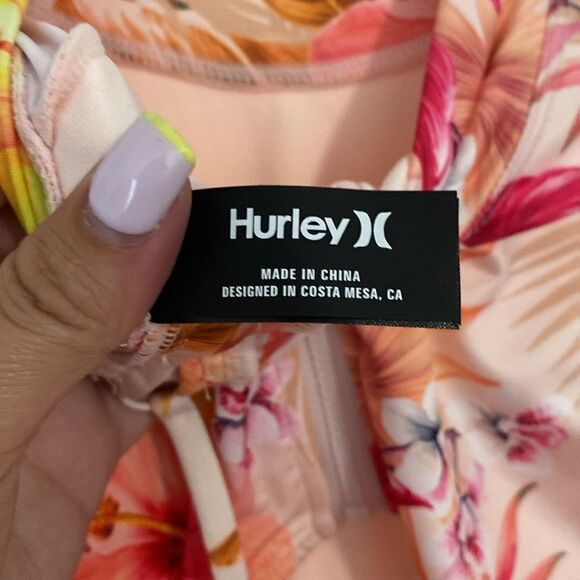 Hurley
MADE IN CHINA
DESIGNED IN COSTA MESA, CA